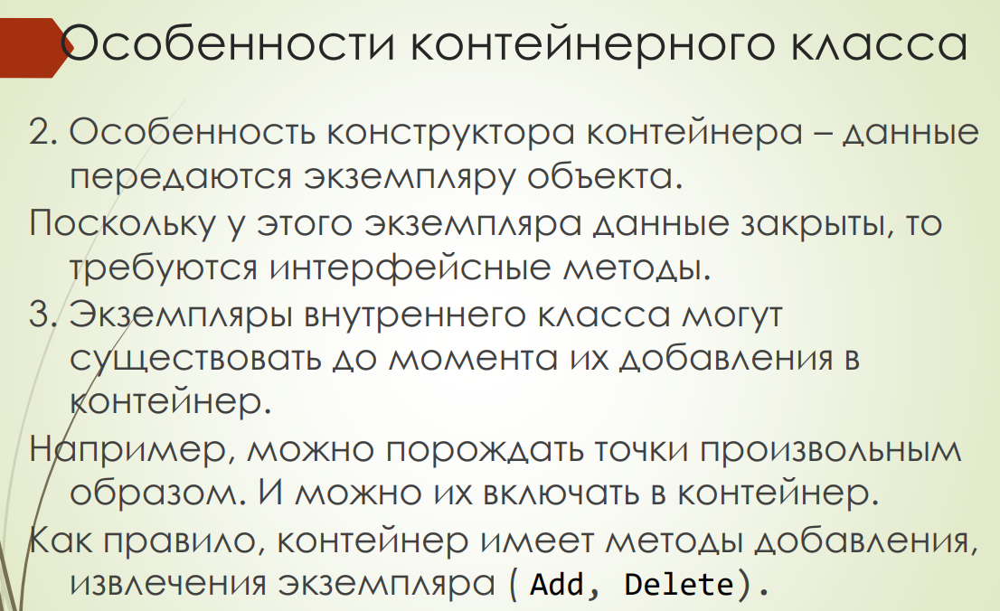 Особенности контейнерного класса
2. Особенность конструктора контейнера – данные
передаются экземпляру объекта.
Поскольку у этого экземпляра данные закрыты, то
требуются интерфейсные методы.
3. Экземпляры внутреннего класса могут
существовать до момента их добавления в
контейнер.
Например, можно порождать точки произвольным
образом. И можно их включать в контейнер.
Как правило, контейнер имеет методы добавления,
извлечения экземпляра ( Add, Delete).